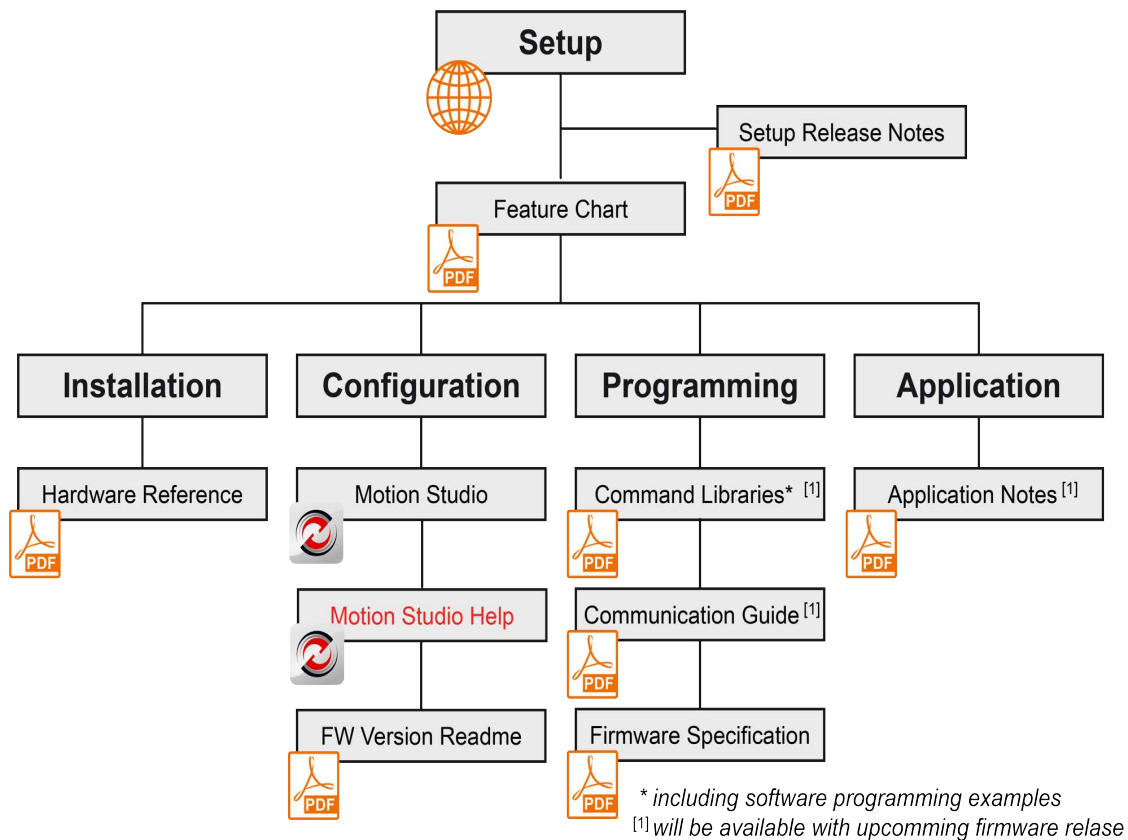 Setup
Setup Release Notes
PDF
Feature Chart
PDF
Installation
Configuration
Programming
Application
Hardware Reference
PDF
Motion Studio
Command Libraries* [1]
PDF
Application Notes [1]
PDF
Motion Studio Help
Communication Guide [1]
PDF
FW Version Readme
PDF
Firmware Specification
PDF
* including software programming examples
[1] will be available with upcomming firmware relase